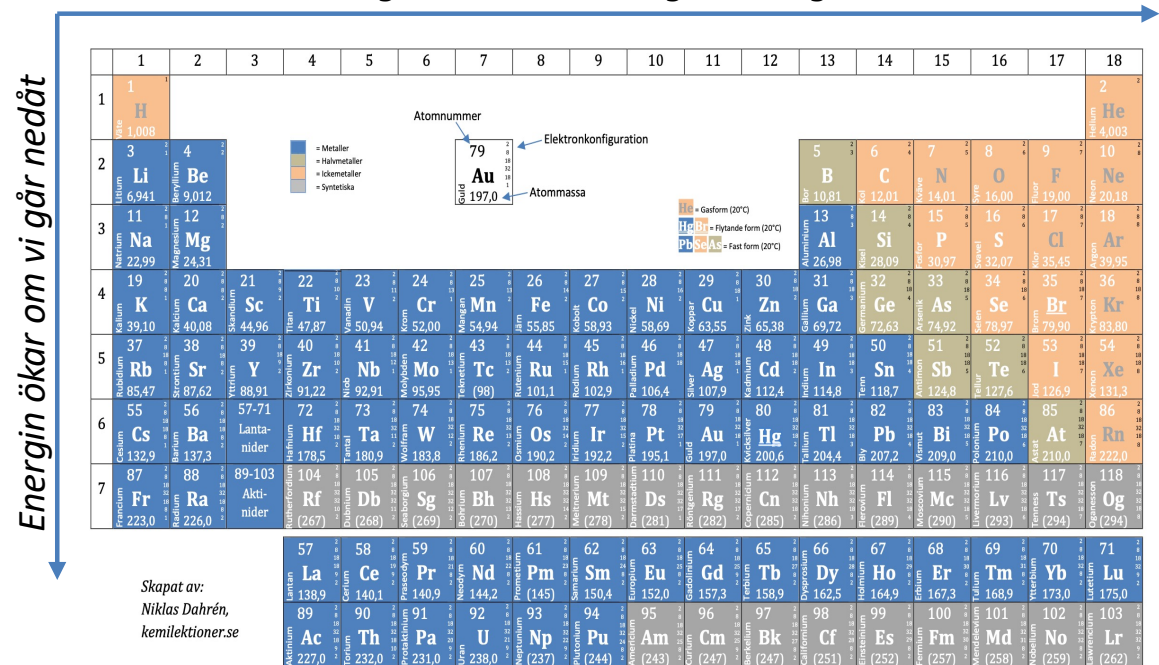 Energin ökar om vi går nedåt
1 2 3 4 5 6 7 8 9 10 11 12 13 14 15 16 17 18
Atomnummer
Elektronkonfiguration
Atommassa
79
Au
Guld
197,0
= Metaller
= Halvmetaller
= Ickemetaller
= Syntetiska
He = Gasform (20°C)
Hg Br = Flytande form (20°C)
Pb Se As = Fast form (20°C)
1
1 H Väte 1,008
2 He Helium 4,003
2
3 Li Litium 6,941
4 Be Beryllium 9,012
5 B Bor 10,81
6 C Kol 12,01
7 N Kväve 14,01
8 O Syre 16,00
9 F Fluor 19,00
10 Ne Neon 20,18
3
11 Na Natrium 22,99
12 Mg Magnesium 24,31
13 Al Aluminium 26,98
14 Si Kisel 28,09
15 P Fosfor 30,97
16 S Svavel 32,07
17 Cl Klor 35,45
18 Ar Argon 39,95
4
19 K Kalium 39,10
20 Ca Kalcium 40,08
21 Sc Skandium 44,96
22 Ti Titan 47,87
23 V Vanadin 50,94
24 Cr Krom 52,00
25 Mn Mangan 54,94
26 Fe Järn 55,85
27 Co Kobolt 58,93
28 Ni Nickel 58,69
29 Cu Koppar 63,55
30 Zn Zink 65,38
31 Ga Gallium 69,72
32 Ge Germanium 72,63
33 As Arsenik 74,92
34 Se Selen 78,97
35 Br Brom 79,90
36 Kr Krypton 83,80
5
37 Rb Rubidium 85,47
38 Sr Strontium 87,62
39 Y Yttrium 88,91
40 Zr Zirkonium 91,22
41 Nb Niob 92,91
42 Mo Molybden 95,95
43 Tc Teknetium (98)
44 Ru Rutenium 101,1
45 Rh Rodium 102,9
46 Pd Palladium 106,4
47 Ag Silver 107,9
48 Cd Kadmium 112,4
49 In Indium 114,8
50 Sn Tenn 118,7
51 Sb Antimon 124,8
52 Te Tellur 127,6
53 I Jod 126,9
54 Xe Xenon 131,3
6
55 Cs Cesium 132,9
56 Ba Barium 137,3
57-71 Lanta-nider
72 Hf Hafnium 178,5
73 Ta Tantal 180,9
74 W Wolfram 183,8
75 Re Rhenium 186,2
76 Os Osmium 190,2
77 Ir Iridium 192,2
78 Pt Platina 195,1
79 Au Guld 197,0
80 Hg Kvicksilver 200,6
81 Tl Tallium 204,4
82 Pb Bly 207,2
83 Bi Vismut 209,0
84 Po Polonium 210,0
85 At Astat 210,0
86 Rn Radon 222,0
7
87 Fr Francium 223,0
88 Ra Radium 226,0
89-103 Akti-nider
104 Rf Rutherfordium (267)
105 Db Dubnium (268)
106 Sg Seaborgium (269)
107 Bh Bohrium (270)
108 Hs Hassium (277)
109 Mt Meitnerium (278)
110 Ds Darmstadtium (281)
111 Rg Röntgenium (282)
112 Cn Copernicium (285)
113 Nh Nihonium (286)
114 Fl Flerovium (289)
115 Mc Moscovium (290)
116 Lv Livermorium (293)
117 Ts Tenness (294)
118 Og Oganesson (294)
57 La Lantan 138,9
58 Ce Cerium 140,1
59 Pr Praseodym 140,9
60 Nd Neodym 144,2
61 Pm Prometium (145)
62 Sm Samarium 150,4
63 Eu Europium 152,0
64 Gd Gadolinium 157,3
65 Tb Terbium 158,9
66 Dy Dysprosium 162,5
67 Ho Holmium 164,9
68 Er Erbium 167,3
69 Tm Tulium 168,9
70 Yb Ytterbium 173,0
71 Lu Lutetium 175,0
89 Ac Aktinium 227,0
90 Th Torium 232,0
91 Pa Protaktinium 231,0
92 U Uran 238,0
93 Np Neptunium (237)
94 Pu Plutonium (244)
95 Am Americium (243)
96 Cm Curium (247)
97 Bk Berkelium (247)
98 Cf Californium (251)
99 Es Einsteinium (252)
100 Fm Fermium (257)
101 Md Mendelevium (258)
102 No Nobelium (259)
103 Lr Lawrencium (262)
Skapat av:
Niklas Dahrén,
kemilektioner.se